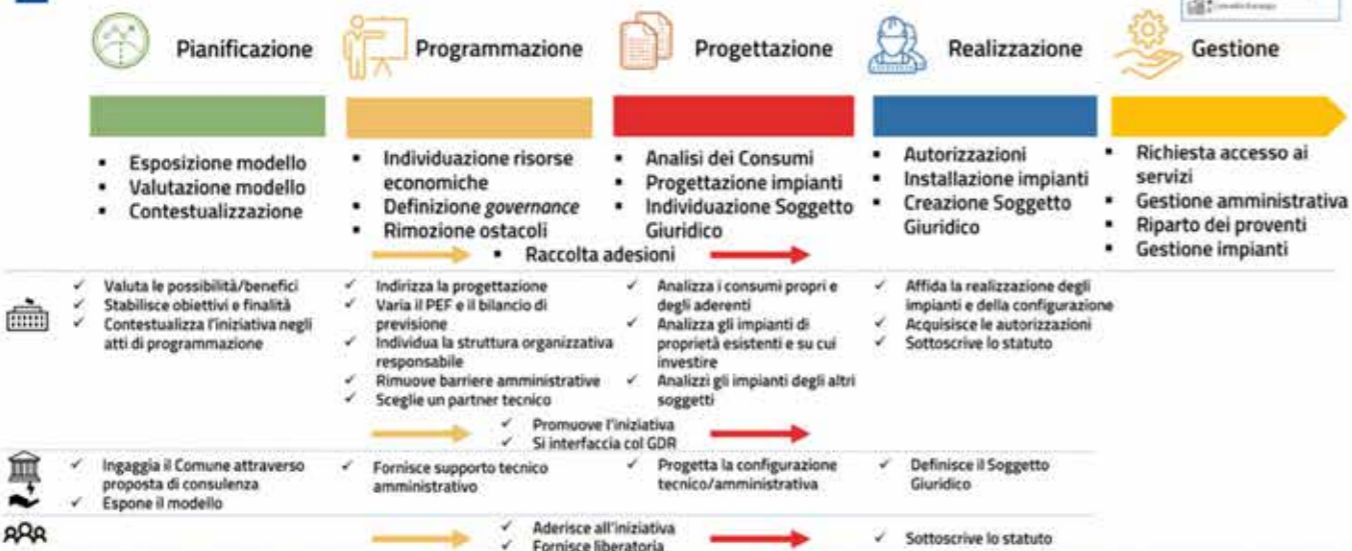 Pianificazione
Programmazione
Progettazione
Realizzazione
Gestione
▪ Esposizione modello
▪ Valutazione modello
▪ Contestualizzazione
▪ Individuazione risorse
economiche
▪ Definizione governance
▪ Rimozione ostacoli
▪ Analisi dei Consumi
▪ Progettazione impianti
▪ Individuazione Soggetto
Giuridico
▪ Autorizzazioni
▪ Installazione impianti
▪ Creazione Soggetto
Giuridico
▪ Richiesta accesso ai
servizi
▪ Gestione amministrativa
▪ Riparto dei proventi
▪ Gestione impianti
▪ Raccolta adesioni
✓ Valuta le possibilità/benefici
✓ Stabilisce obiettivi e finalità
✓ Contestualizza l'iniziativa negli
atti di programmazione
✓ Indirizza la progettazione
✓ Varia il PEF e il bilancio di
previsione
✓ Individua la struttura organizzativa
responsabile
✓ Rimuove barriere amministrative
✓ Sceglie un partner tecnico
✓ Analizza i consumi propri e
degli aderenti
✓ Analizza gli impianti di
proprietà esistenti e su cui
investire
✓ Analizzi gli impianti degli altri
soggetti
✓ Affida la realizzazione degli
impianti e della configurazione
✓ Acquisisce le autorizzazioni
✓ Sottoscrive lo statuto
✓ Promuove l'iniziativa
✓ Si interfaccia col GDR
✓ Ingaggia il Comune attraverso
proposta di consulenza
✓ Espone il modello
✓ Fornisce supporto tecnico
amministrativo
✓ Progetta la configurazione
tecnico/amministrativa
✓ Definisce il Soggetto
Giuridico
✓ Aderisce all'iniziativa
✓ Fornisce liberatoria
✓ Sottoscrive lo statuto